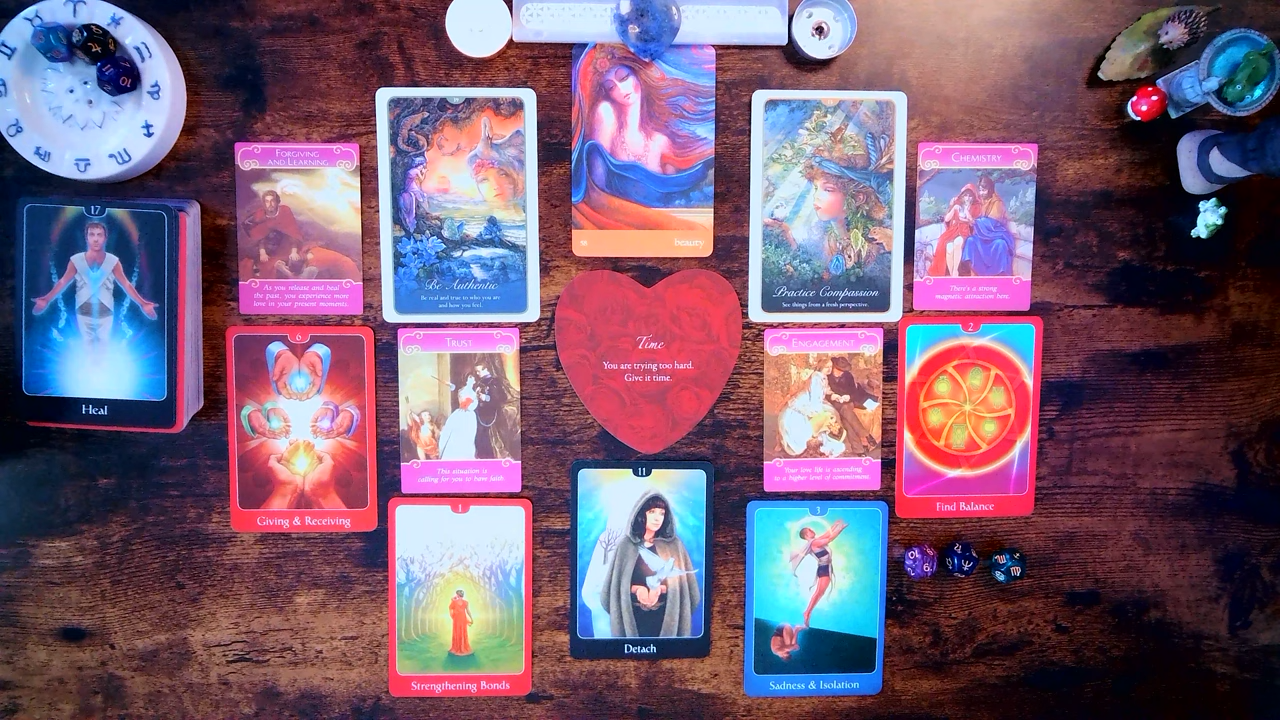 58
beauty
Be Authentic
Be real and true to who you are
and how you feel.
Practice Compassion
See things from a fresh perspective.
Forgiving
and Learning
As you release and heal
the past, you experience more
love in your present moments.
Chemistry
There's a strong
magnetic attraction here.
17
Heal
6
Giving & Receiving
Trust
This situation is
calling for you to have faith.
Time
You are trying too hard.
Give it time.
Engagement
Your love life is ascending
to a higher level of commitment.
2
Find Balance
1
Strengthening Bonds
11
Detach
3
Sadness & Isolation
10